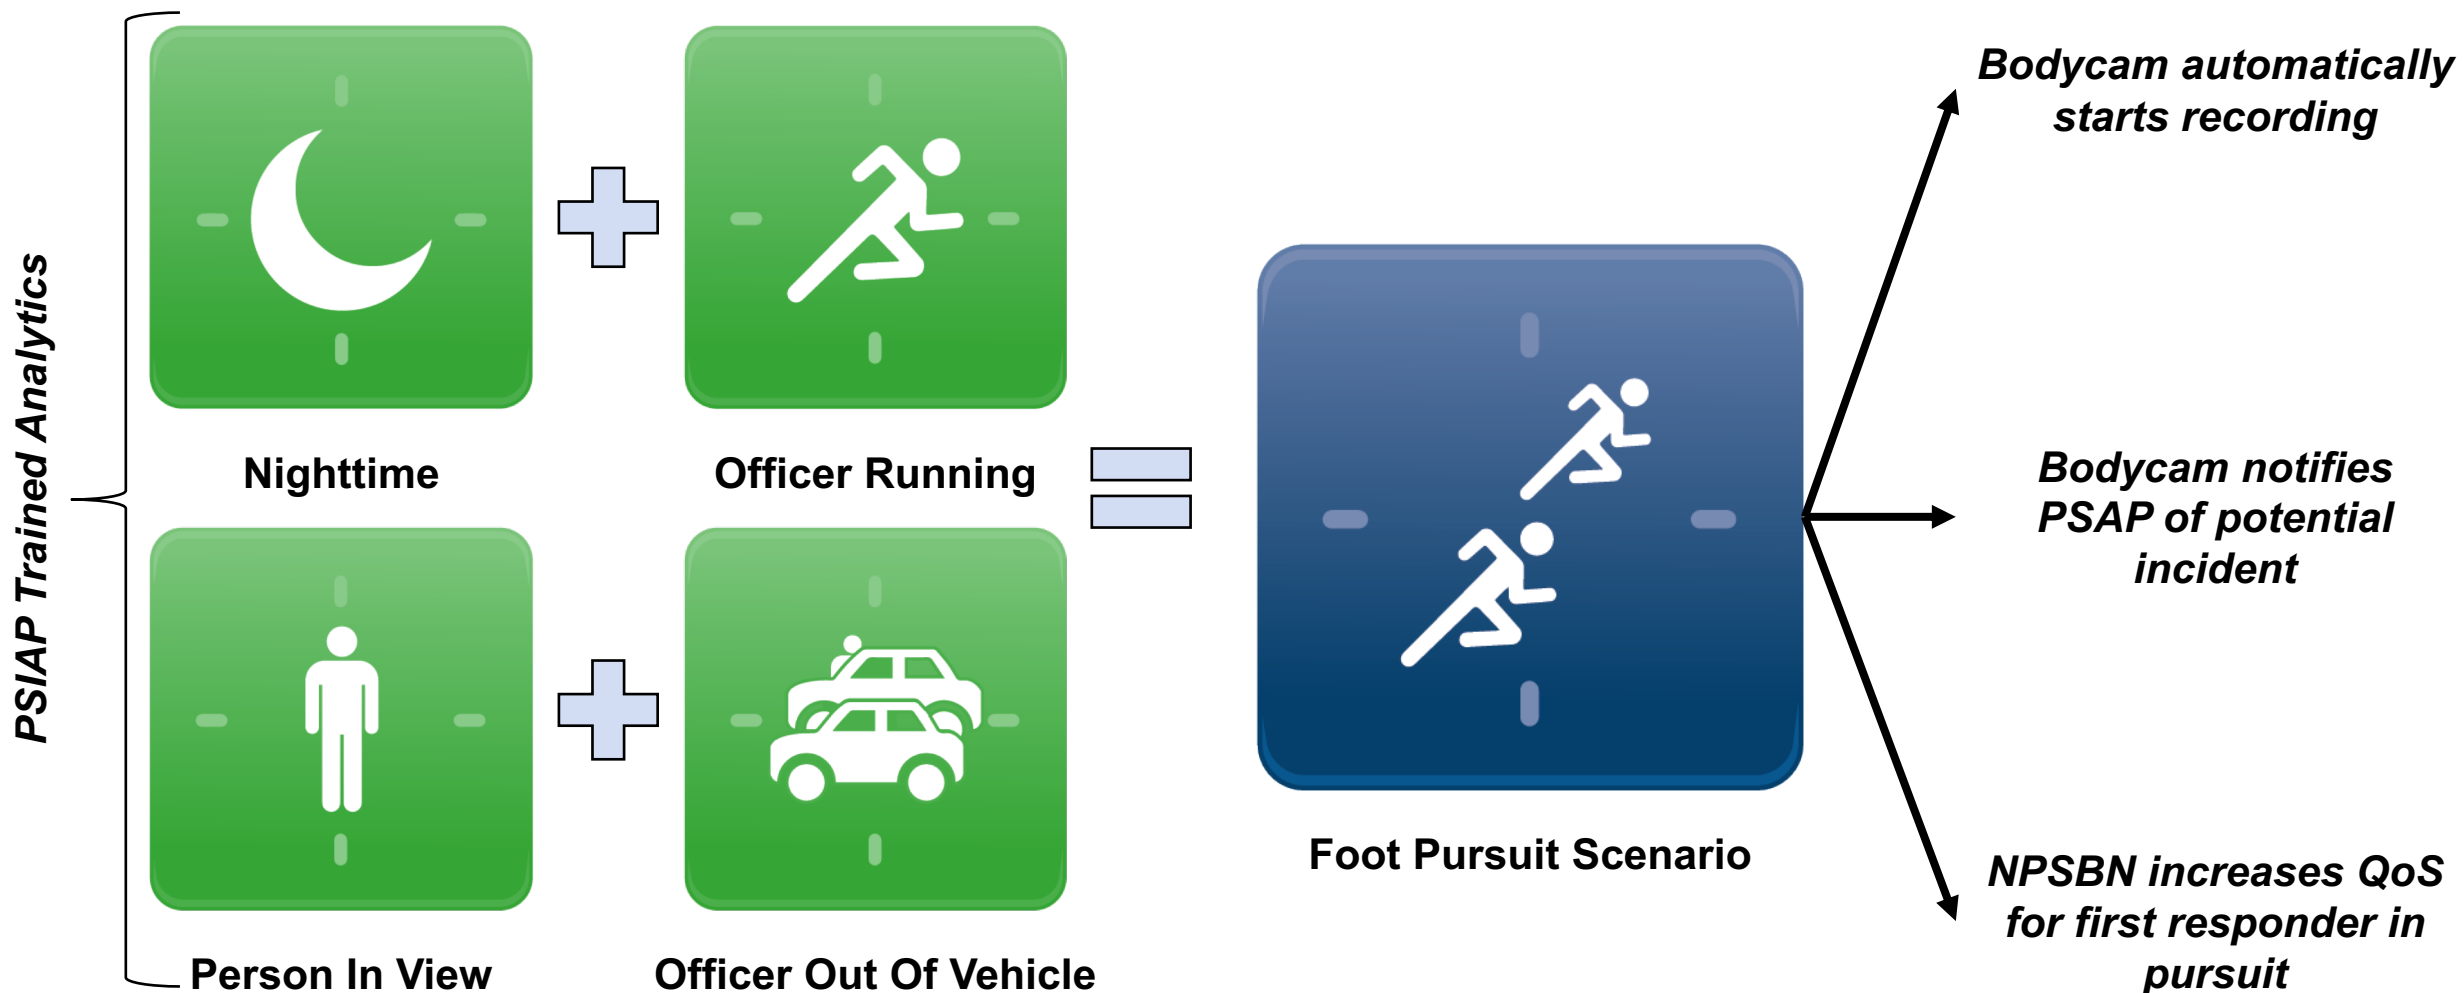 PSIAP Trained Analytics
Nighttime
Officer Running
Person In View
Officer Out Of Vehicle
Foot Pursuit Scenario
Bodycam automatically
starts recording
Bodycam notifies
PSAP of potential
incident
NPSBN increases QoS
for first responder in
pursuit